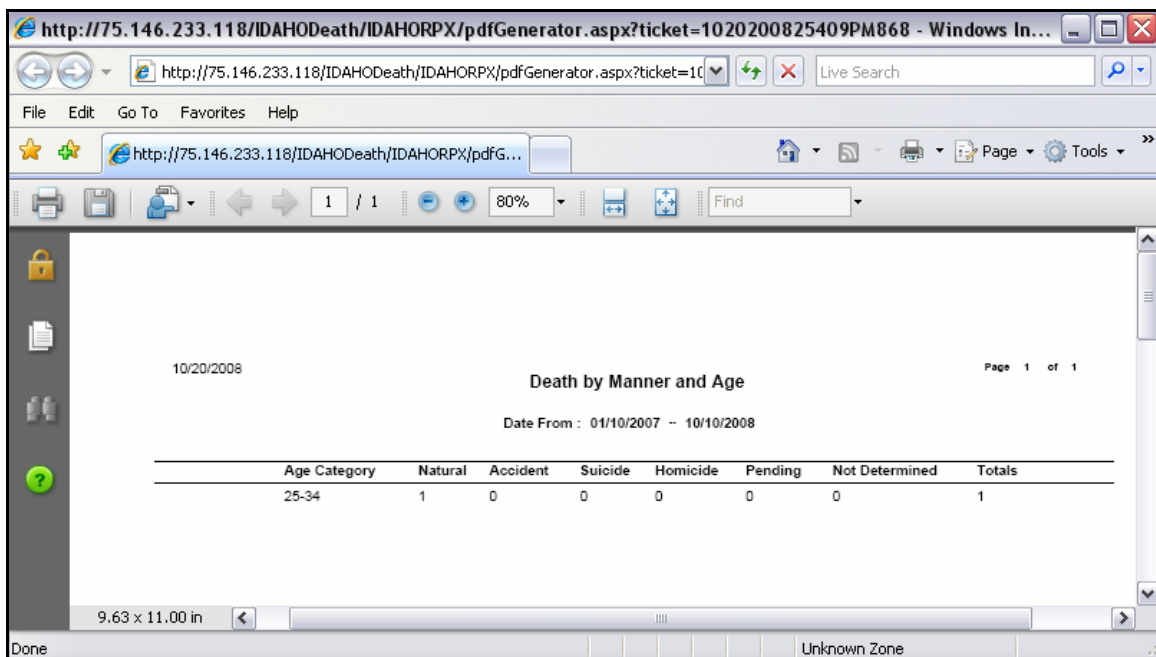 http://75.146.233.118/IDAHODeath/IDAHORPX/pdfGenerator.aspx?ticket=1020200825409PM868 - Windows In...
http://75.146.233.118/IDAHODeath/IDAHORPX/pdfGenerator.aspx?ticket=10 Live Search
File Edit Go To Favorites Help
http://75.146.233.118/IDAHODeath/IDAHORPX/pdfG... Page Tools »
1 / 1 80% Find
10/20/2008 Page 1 of 1
Death by Manner and Age
Date From : 01/10/2007 -- 10/10/2008
Age Category Natural Accident Suicide Homicide Pending Not Determined Totals
25-34 1 0 0 0 0 0 1
9.63 x 11.00 in
Done Unknown Zone